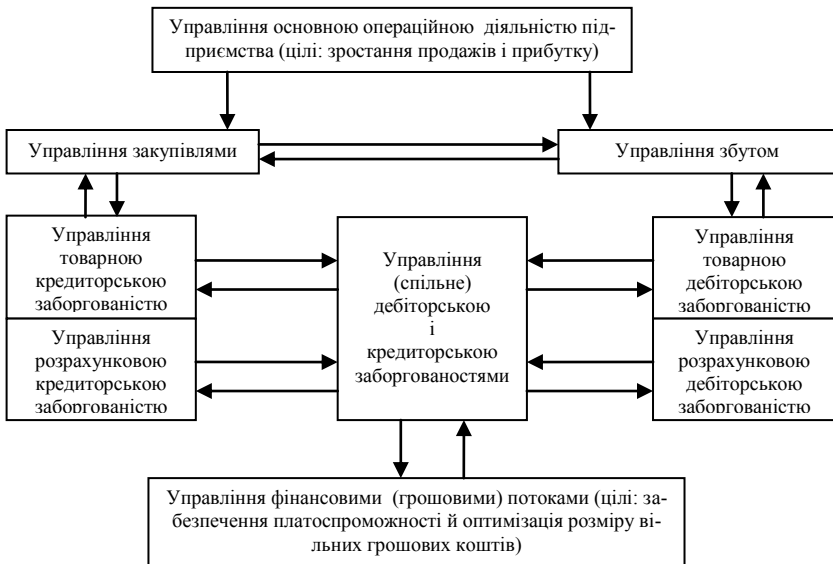 Управління основною операційною діяльністю під-
приємства (цілі: зростання продажів і прибутку)
Управління закупівлями
Управління збутом
Управління
товарною
кредиторською
заборгованістю
Управління
(спільне)
дебіторською
і
кредиторською
заборгованостями
Управління
товарною
дебіторською
заборгованістю
Управління
розрахунковою
кредиторською
заборгованістю
Управління
розрахунковою
дебіторською
заборгованістю
Управління фінансовими (грошовими) потоками (цілі: за-
безпечення платоспроможності й оптимізація розміру ві-
льних грошових коштів)